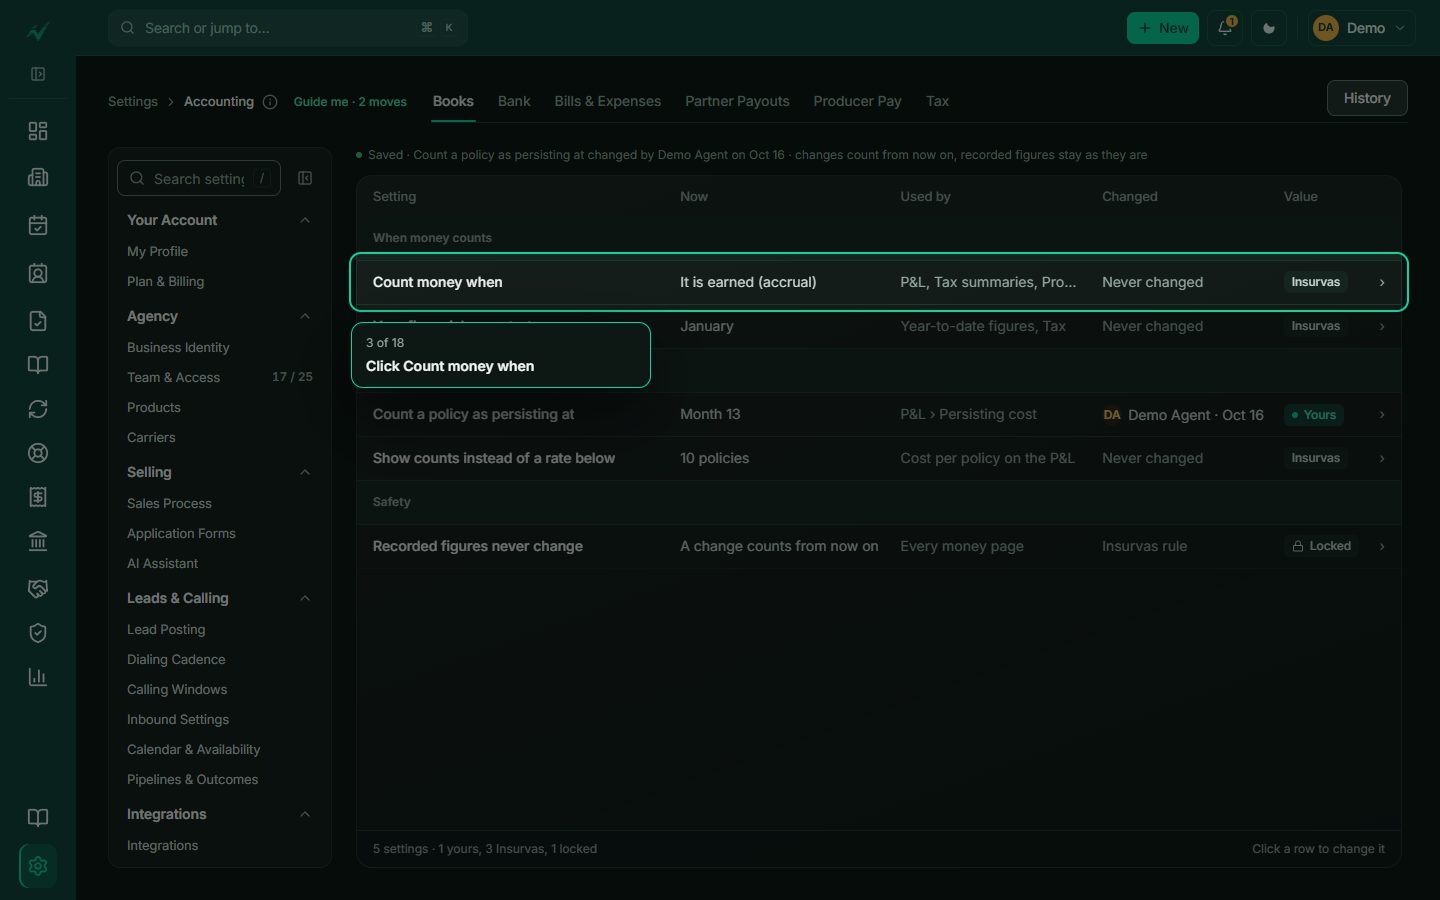 Search or jump to...
⌘ K
New
1
DA Demo
Settings > Accounting
Guide me · 2 moves
Books
Bank
Bills & Expenses
Partner Payouts
Producer Pay
Tax
History
Search setting /
Your Account
My Profile
Plan & Billing
Agency
Business Identity
Team & Access 17 / 25
Products
Carriers
Selling
Sales Process
Application Forms
AI Assistant
Leads & Calling
Lead Posting
Dialing Cadence
Calling Windows
Inbound Settings
Calendar & Availability
Pipelines & Outcomes
Integrations
Integrations
Saved · Count a policy as persisting at changed by Demo Agent on Oct 16 · changes count from now on, recorded figures stay as they are
Setting Now Used by Changed Value
When money counts
Count money when It is earned (accrual) P&L, Tax summaries, Pro... Never changed Insurvas
January Year-to-date figures, Tax Never changed Insurvas
3 of 18
Click Count money when
Count a policy as persisting at Month 13 P&L › Persisting cost DA Demo Agent · Oct 16 Yours
Show counts instead of a rate below 10 policies Cost per policy on the P&L Never changed Insurvas
Safety
Recorded figures never change A change counts from now on Every money page Insurvas rule Locked
5 settings · 1 yours, 3 Insurvas, 1 locked
Click a row to change it